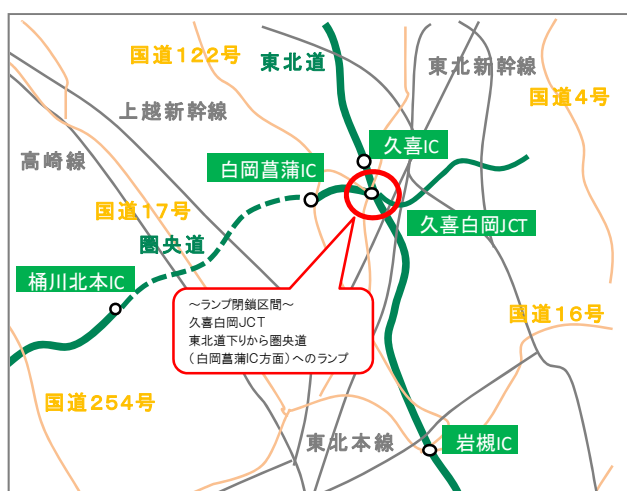 国道122号
東北道
東北新幹線
国道4号
上越新幹線
高崎線
久喜IC
白岡菖蒲IC
国道17号
久喜白岡JCT
圏央道
桶川北本IC
～ランプ閉鎖区間～
久喜白岡JCT
東北道下りから圏央道
（白岡菖蒲IC方面）へのランプ
国道16号
国道254号
東北本線
岩槻IC